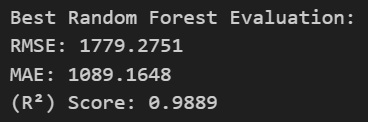 Best Random Forest Evaluation:
RMSE: 1779.2751
MAE: 1089.1648
(R²) Score: 0.9889